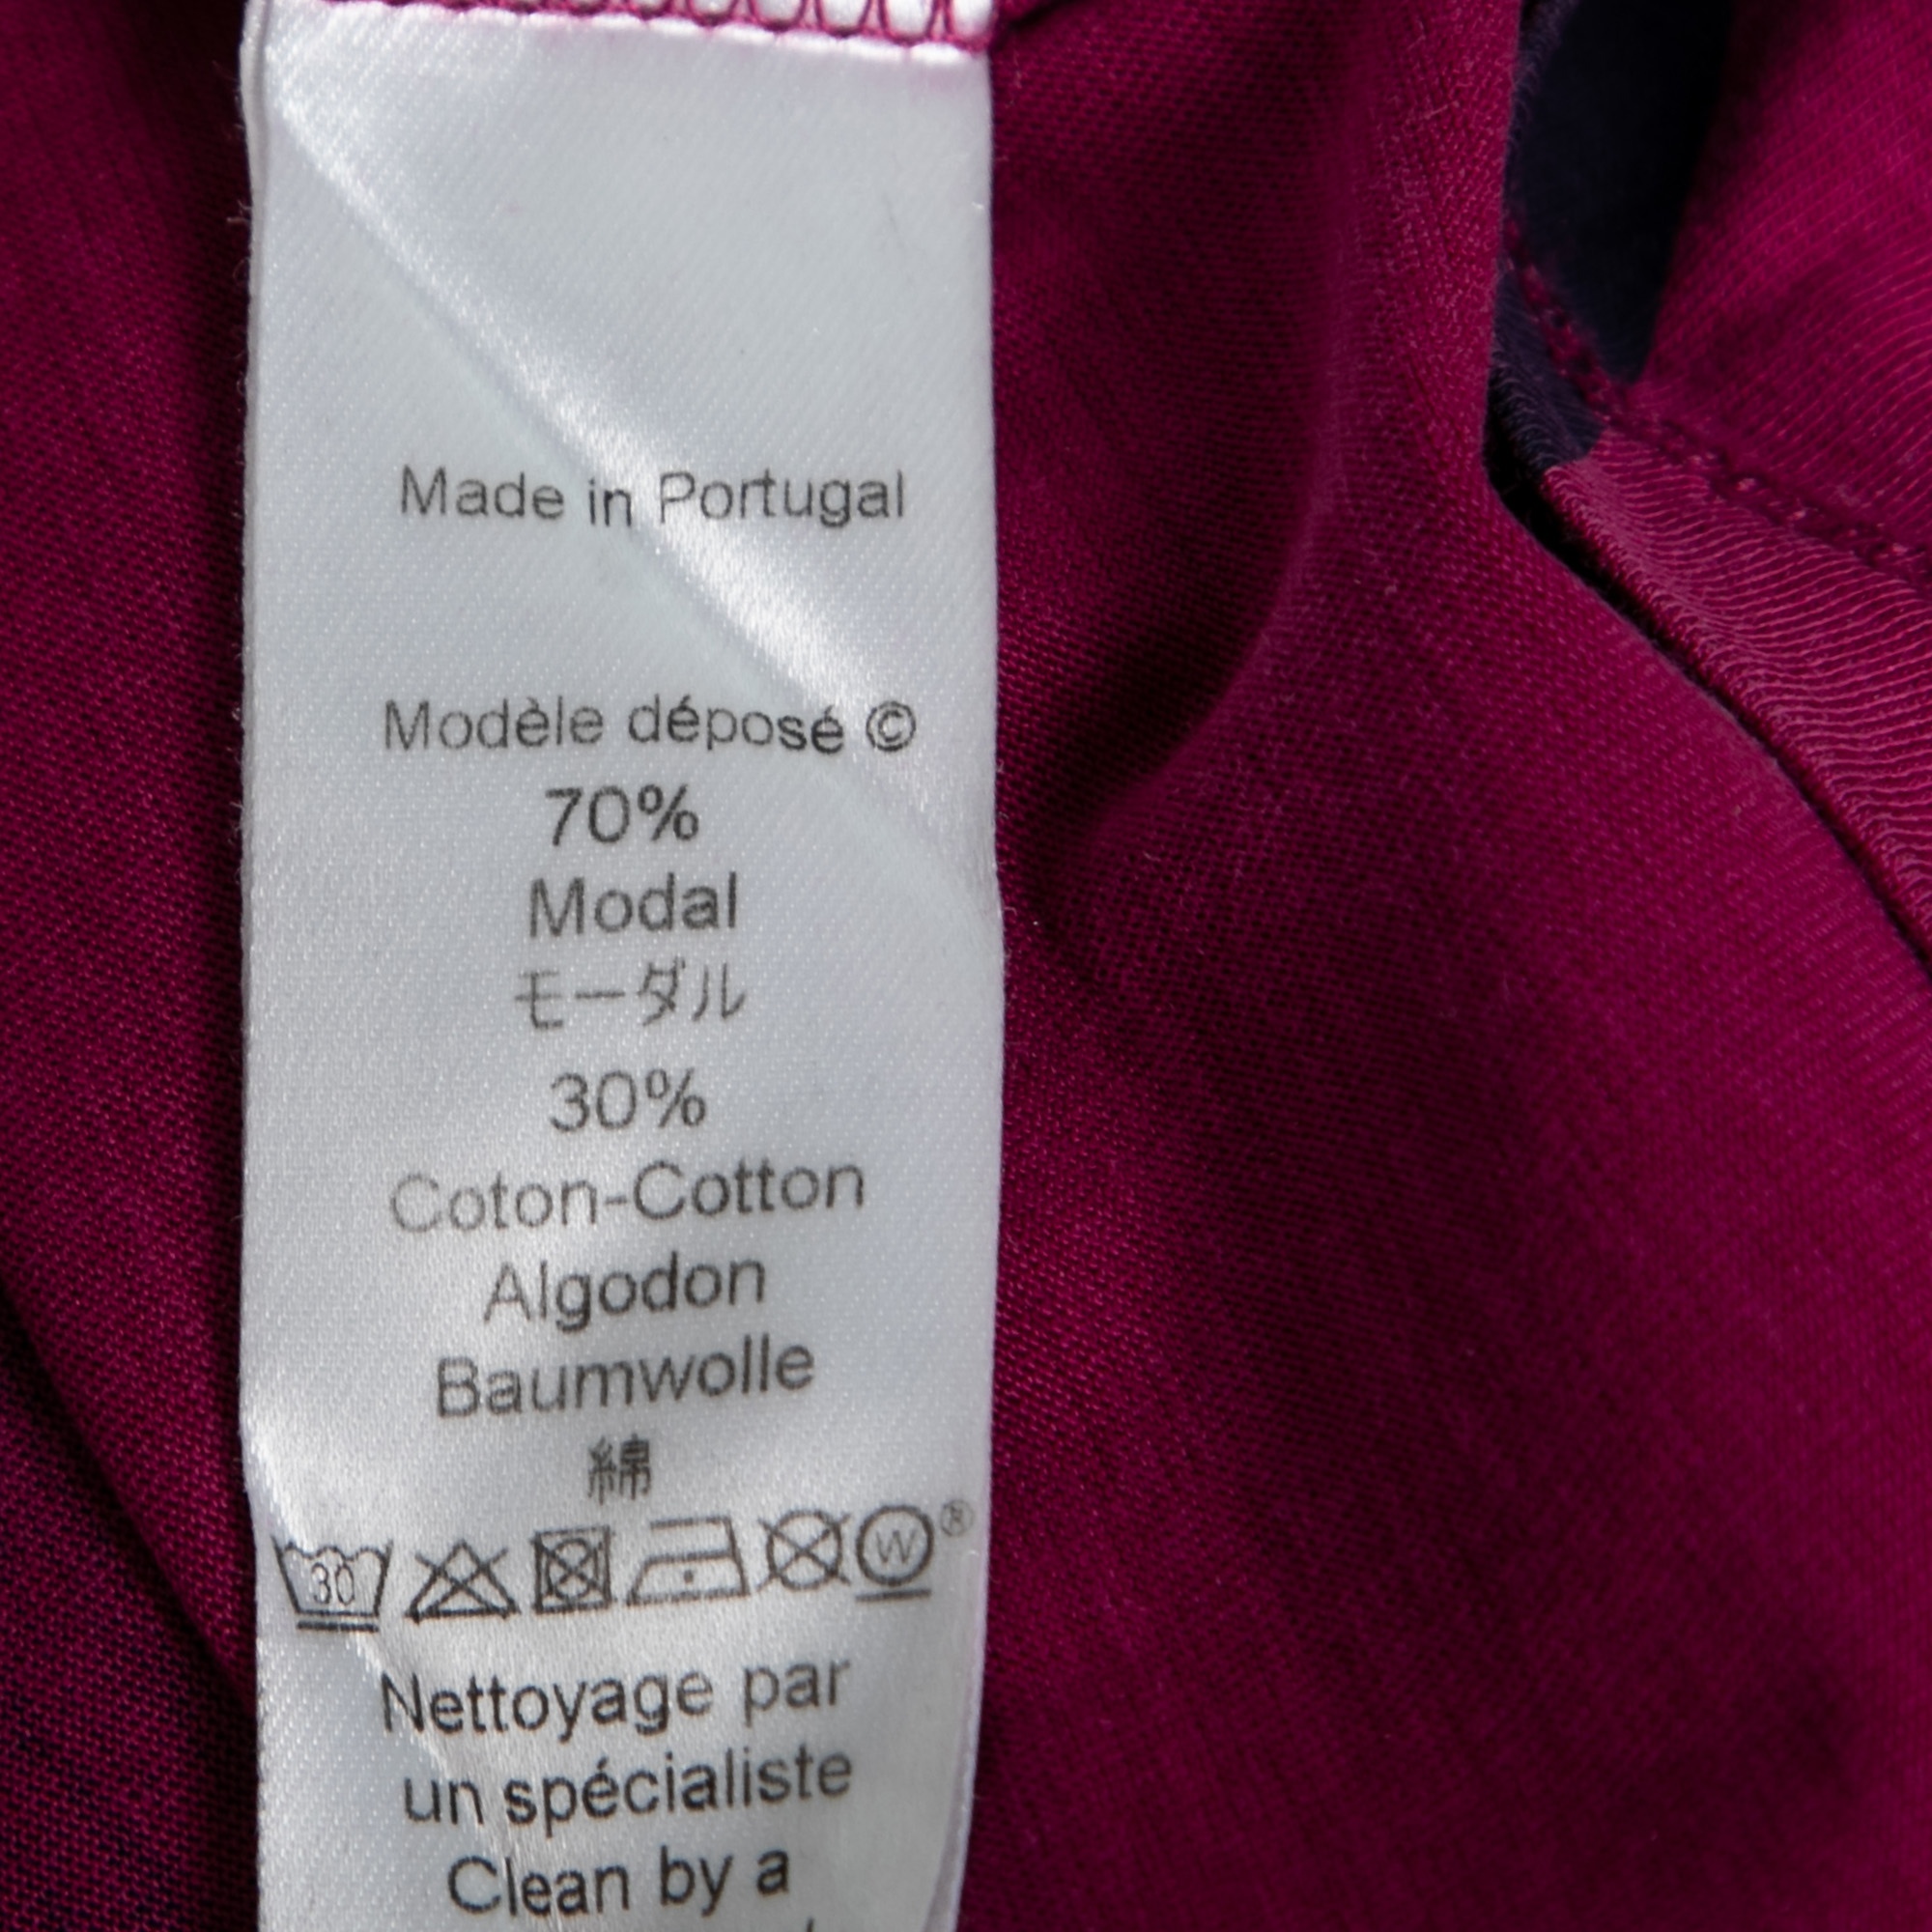 Made in Portugal
Modèle déposé ©
70%
Modal
モーダル
30%
Coton-Cotton
Algodon
Baumwolle
綿
30 W ®
Nettoyage par
un spécialiste
Clean by a